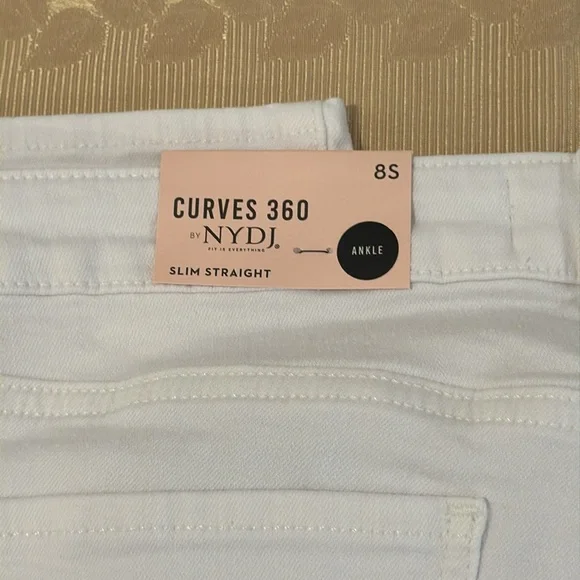 8S
CURVES 360
BY NYDJ®
FIT IS EVERYTHING
ANKLE
SLIM STRAIGHT